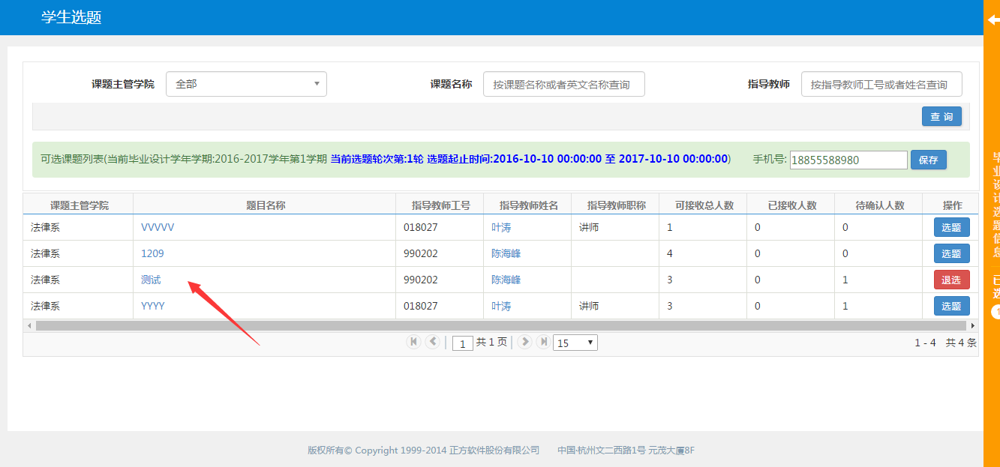 学生选题
课题主管学院 全部 课题名称 按课题名称或者英文名称查询 指导教师 按指导教师工号或者姓名查询
查 询
可选课题列表(当前毕业设计学年学期:2016-2017学年第1学期 当前选题轮次第:1轮 选题起止时间:2016-10-10 00:00:00 至 2017-10-10 00:00:00) 手机号: 18855588980 保存
课题主管学院 题目名称 指导教师工号 指导教师姓名 指导教师职称 可接收总人数 已接收人数 待确认人数 操作
法律系 VVVVV 018027 叶涛 讲师 1 0 0 选题
法律系 1209 990202 陈海峰 4 0 0 选题
法律系 测试 990202 陈海峰 3 0 1 退选
法律系 YYYY 018027 叶涛 讲师 3 0 1 选题
1 共 1 页 15 1 - 4 共 4 条
毕业设计选题信息 已选 1
版权所有© Copyright 1999-2014 正方软件股份有限公司 中国·杭州文二西路1号 元茂大厦8F